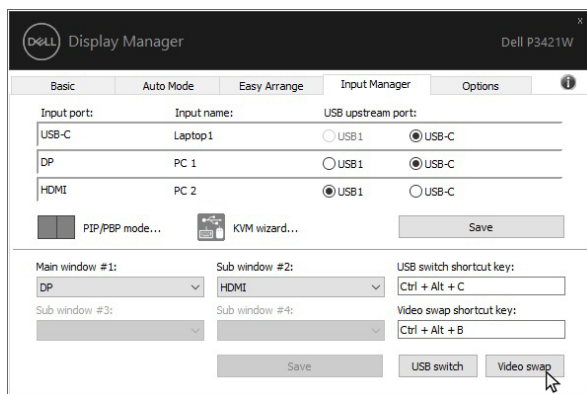 x
DELL Display Manager Dell P3421W
Basic Auto Mode Easy Arrange Input Manager Options i
Input port: Input name: USB upstream port:
USB-C Laptop1 USB1 USB-C
DP PC 1 USB1 USB-C
HDMI PC 2 USB1 USB-C
PIP/PBP mode... KVM wizard... Save
Main window #1: Sub window #2: USB switch shortcut key:
DP HDMI Ctrl + Alt + C
Sub window #3: Sub window #4: Video swap shortcut key:
Ctrl + Alt + B
Save USB switch Video swap